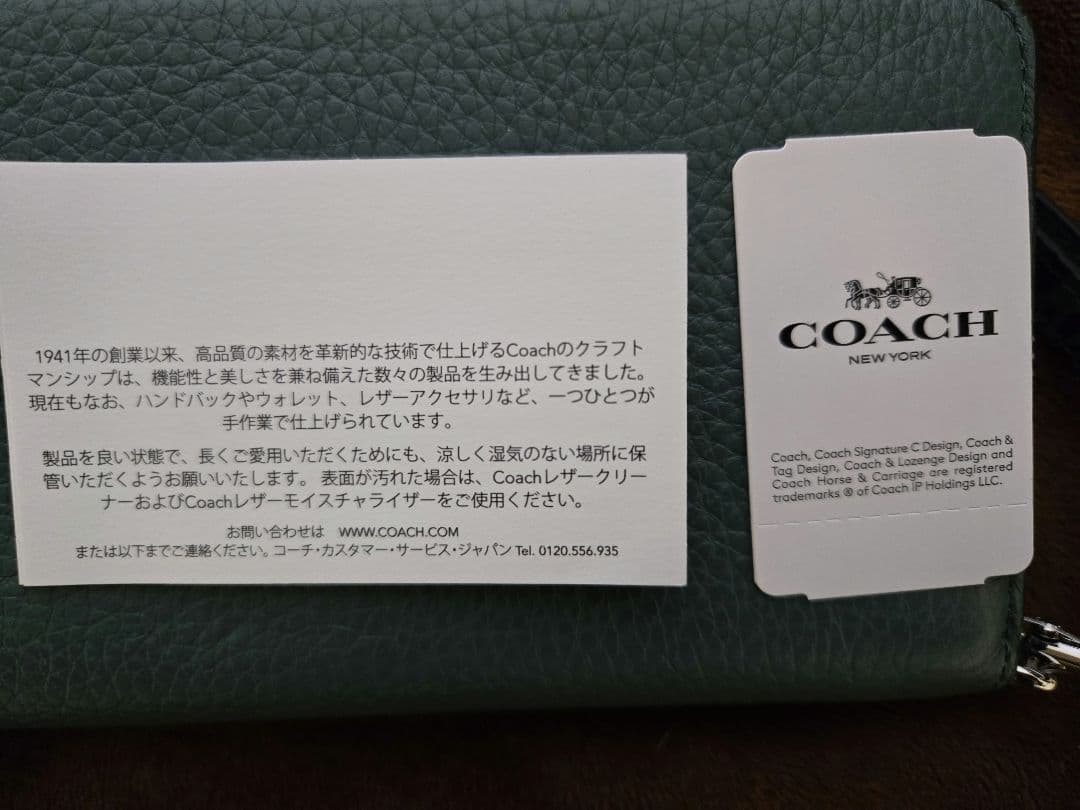 1941年の創業以来、高品質の素材を革新的な技術で仕上げるCoachのクラフト
マンシップは、機能性と美しさを兼ね備えた数々の製品を生み出してきました。
現在もなお、ハンドバックやウォレット、レザーアクセサリなど、一つひとつが
手作業で仕上げられています。
製品を良い状態で、長くご愛用いただくためにも、涼しく湿気のない場所に保
管いただくようお願いいたします。 表面が汚れた場合は、Coachレザークリー
ナーおよびCoachレザーモイスチャライザーをご使用ください。
お問い合わせは WWW.COACH.COM
または以下までご連絡ください。コーチ・カスタマー・サービス・ジャパン Tel. 0120.556.935
COACH
NEW YORK
Coach, Coach Signature C Design, Coach &
Tag Design, Coach & Lozenge Design and
Coach Horse & Carriage are registered
trademarks ® of Coach IP Holdings LLC.